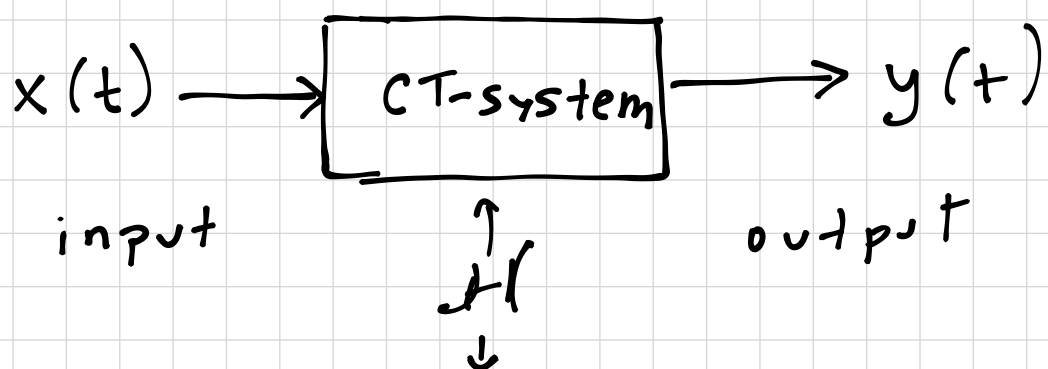 x(t) → CT-system → y(t)
input output
↑
H
↓